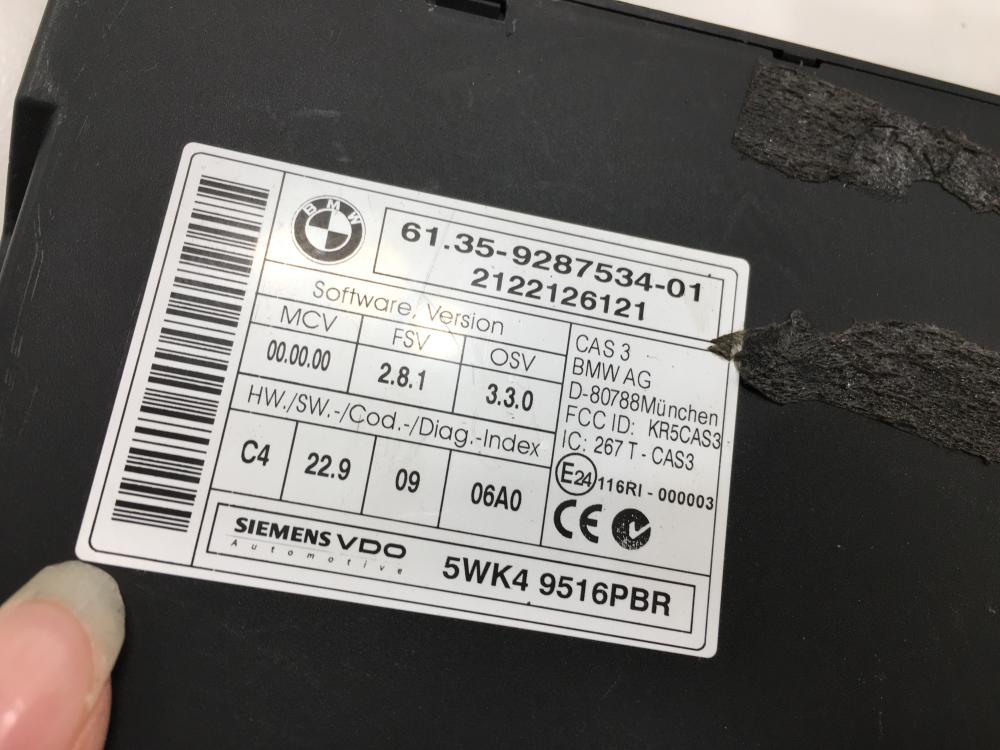 BMW
61.35-9287534-01
2122126121
Software, Version
MCV
FSV
OSV
00.00.00
2.8.1
3.3.0
HW./SW.-/Cod.-/Diag.-Index
C4
22.9
09
06A0
CAS 3
BMW AG
D-80788München
FCC ID: KR5CAS3
IC: 267 T - CAS3
E24 116RI - 000003
CE
SIEMENS VDO
Automotive
5WK4 9516PBR